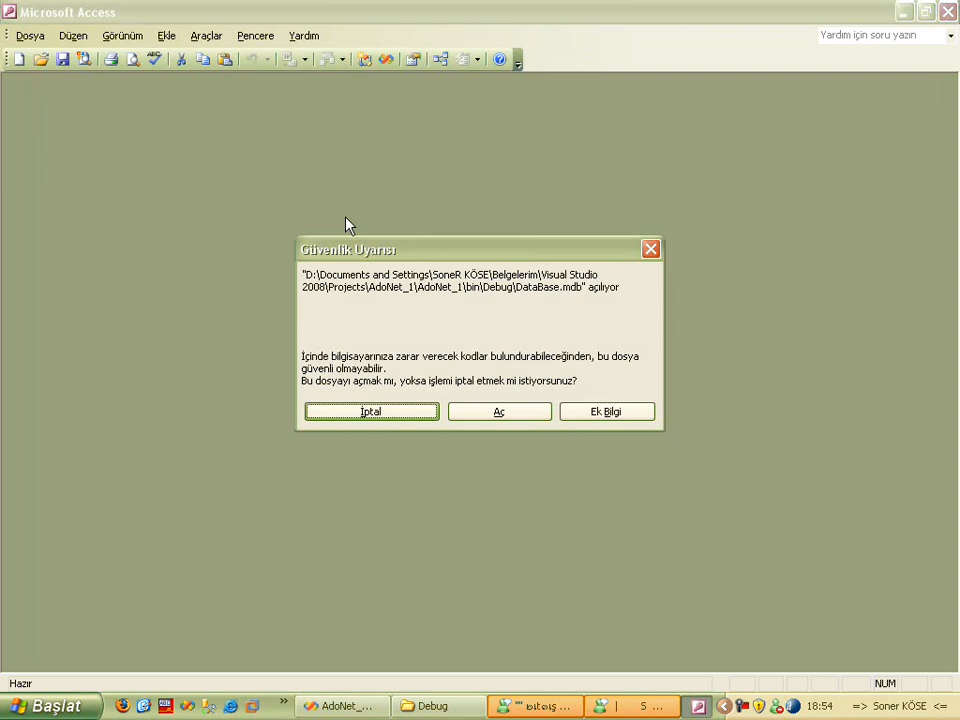 Microsoft Access
Dosya Düzen Görünüm Ekle Araçlar Pencere Yardım
Yardım için soru yazın
Güvenlik Uyarısı
"D:\Documents and Settings\SoneR KÖSE\Belgelerim\Visual Studio
2008\Projects\AdoNet_1\AdoNet_1\bin\Debug\DataBase.mdb" açılıyor
İçinde bilgisayarınıza zarar verecek kodlar bulundurabileceğinden, bu dosya
güvenli olmayabilir.
Bu dosyayı açmak mı, yoksa işlemi iptal etmek mi istiyorsunuz?
İptal Aç Ek Bilgi
Hazır NUM
Başlat AdoNet_... Debug S ... 18:54 => Soner KÖSE <=